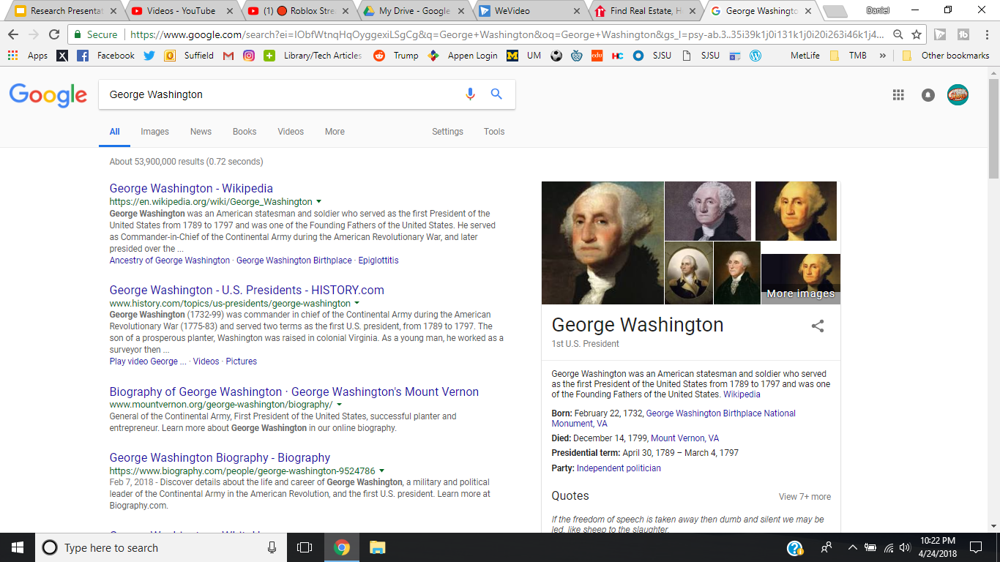 Research Presentat
Videos - YouTube
(1) 🔴 Roblox Stre
My Drive - Google
WeVideo
Find Real Estate, H
George Washingto
Daniel
Secure
https://www.google.com/search?ei=IObfWtnqHqOyggexiLSgCg&q=George+Washington&oq=George+Washington&gs_l=psy-ab.3..35i39k1j0i131k1j0i20i263i46k1j4...
Apps
Facebook
Suffield
Library/Tech Articles
Trump
Appen Login
UM
edu
HC
SJSU
SJSU
MetLife
TMB
»
Other bookmarks
Google
George Washington
All
Images
News
Books
Videos
More
Settings
Tools
About 53,900,000 results (0.72 seconds)
George Washington - Wikipedia
https://en.wikipedia.org/wiki/George_Washington
George Washington was an American statesman and soldier who served as the first President of the
United States from 1789 to 1797 and was one of the Founding Fathers of the United States. He served
as Commander-in-Chief of the Continental Army during the American Revolutionary War, and later
presided over the ...
Ancestry of George Washington · George Washington Birthplace · Epiglottitis
George Washington - U.S. Presidents - HISTORY.com
www.history.com/topics/us-presidents/george-washington
George Washington (1732-99) was commander in chief of the Continental Army during the American
Revolutionary War (1775-83) and served two terms as the first U.S. president, from 1789 to 1797. The
son of a prosperous planter, Washington was raised in colonial Virginia. As a young man, he worked as a
surveyor then ...
Play video George ... · Videos · Pictures
Biography of George Washington · George Washington's Mount Vernon
www.mountvernon.org/george-washington/biography/
General of the Continental Army, First President of the United States, successful planter and
entrepreneur. Learn more about George Washington in our online biography.
George Washington Biography - Biography
https://www.biography.com/people/george-washington-9524786
Feb 7, 2018 - Discover details about the life and career of George Washington, a military and political
leader of the Continental Army in the American Revolution, and the first U.S. president. Learn more at
Biography.com.
More images
George Washington
1st U.S. President
George Washington was an American statesman and soldier who served
as the first President of the United States from 1789 to 1797 and was one
of the Founding Fathers of the United States. Wikipedia
Born: February 22, 1732, George Washington Birthplace National
Monument, VA
Died: December 14, 1799, Mount Vernon, VA
Presidential term: April 30, 1789 – March 4, 1797
Party: Independent politician
Quotes
View 7+ more
If the freedom of speech is taken away then dumb and silent we may be
led, like sheep to the slaughter.
Type here to search
10:22 PM
4/24/2018